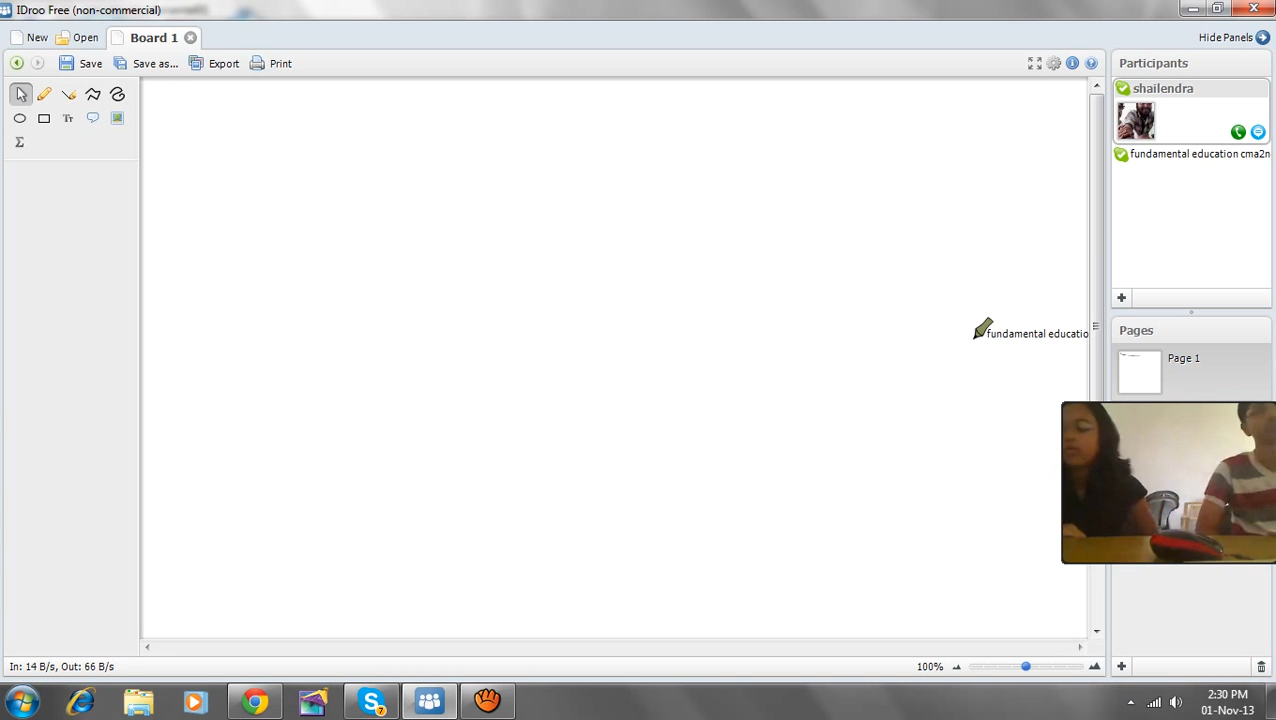 IDroo Free (non-commercial)
New
Open
Board 1
Hide Panels
Save
Save as...
Export
Print
Participants
shailendra
fundamental education cma2n
fundamental educatio
Pages
Page 1
In: 14 B/s, Out: 66 B/s
100%
7
2:30 PM
01-Nov-13